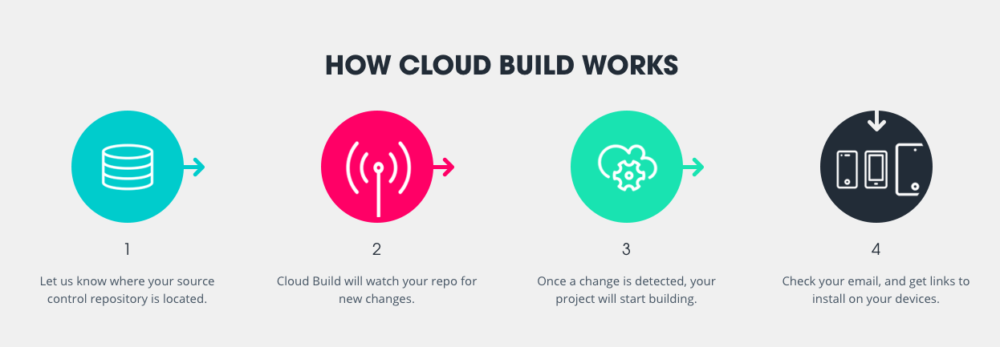 HOW CLOUD BUILD WORKS
1
Let us know where your source
control repository is located.
2
Cloud Build will watch your repo for
new changes.
3
Once a change is detected, your
project will start building.
4
Check your email, and get links to
install on your devices.